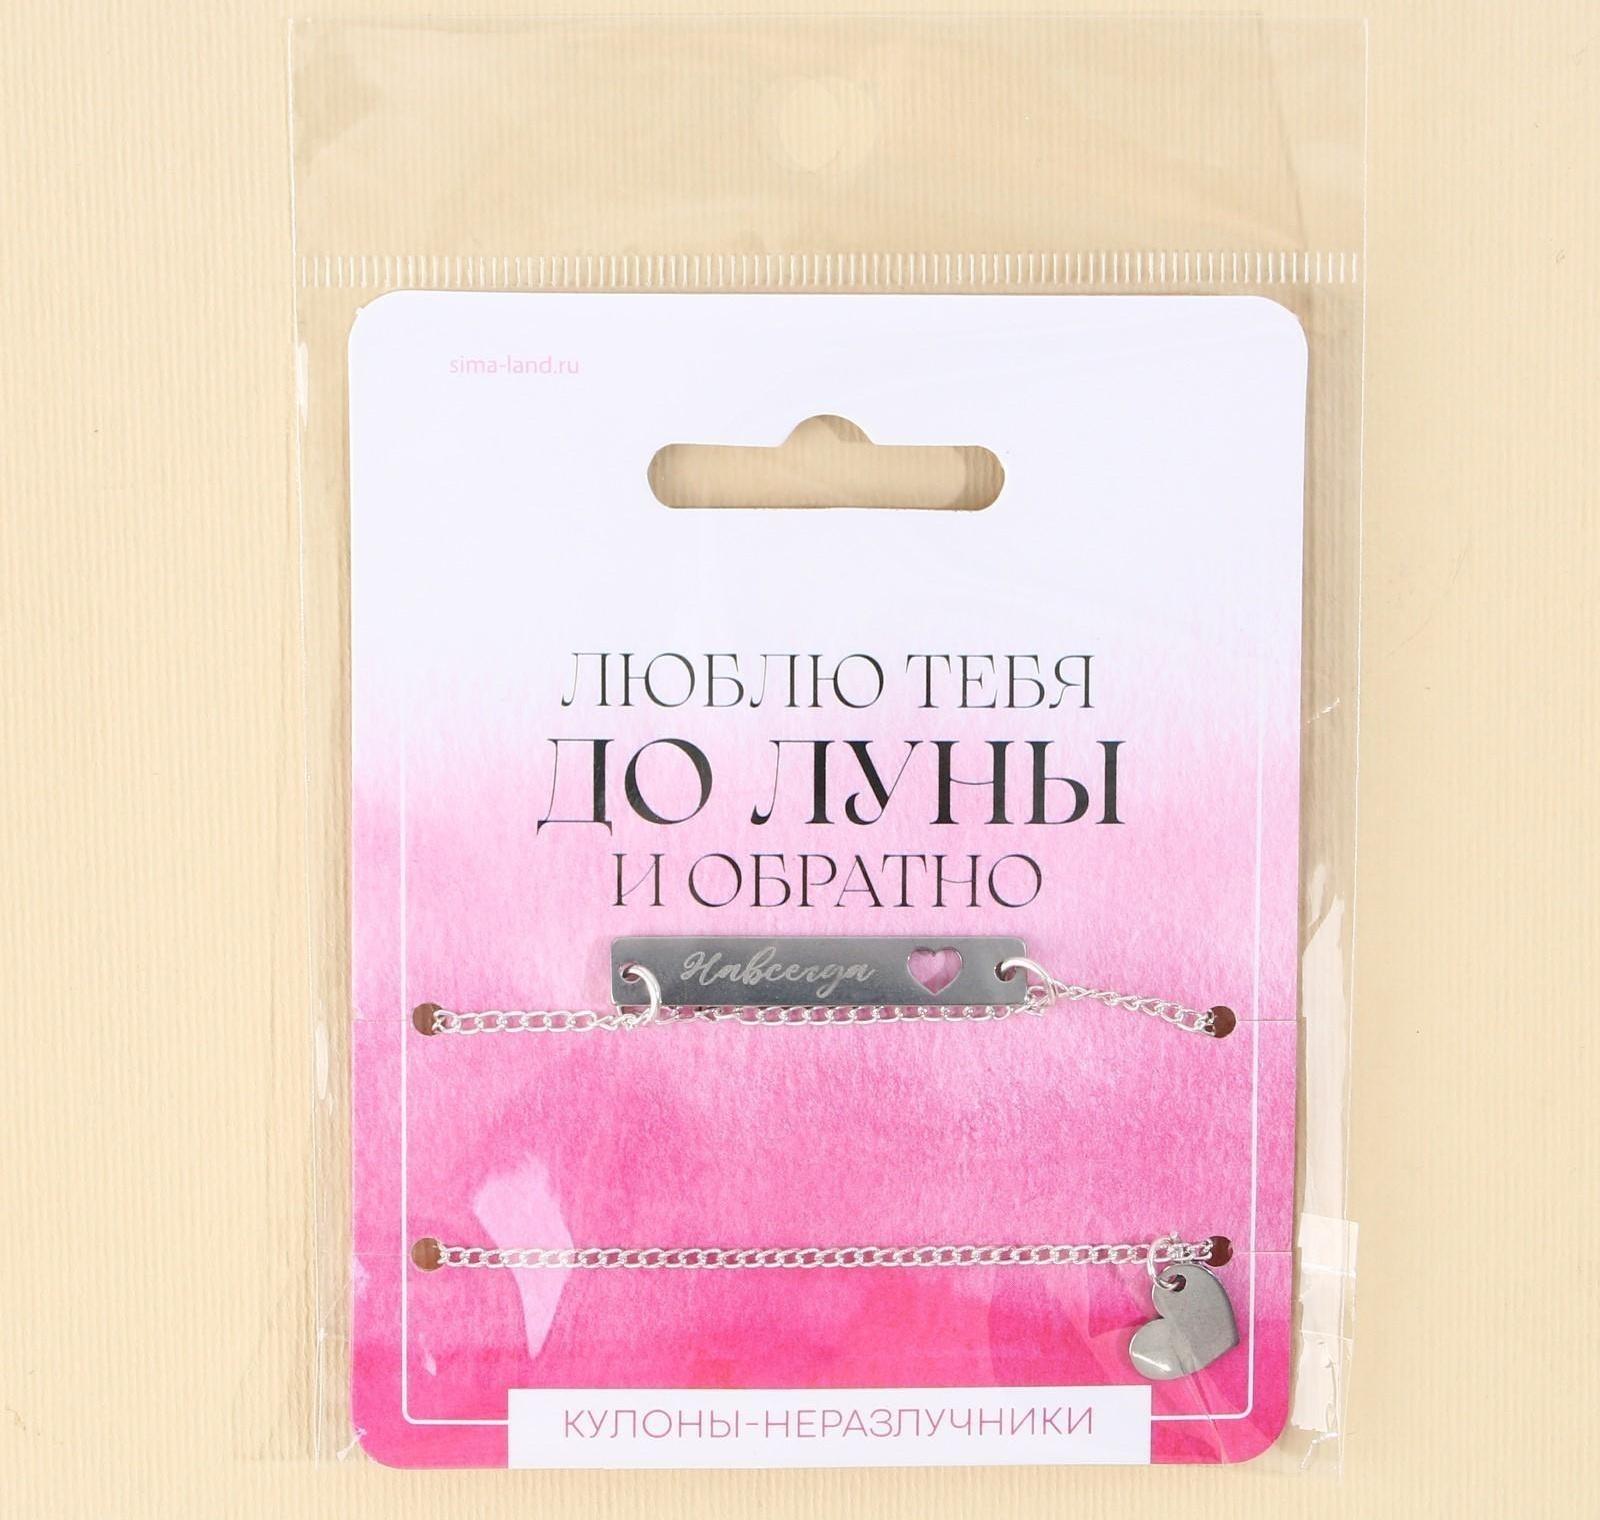 sima-land.ru
ЛЮБЛЮ ТЕБЯ
ДО ЛУНЫ
И ОБРАТНО
Навсегда
КУЛОНЫ-НЕРАЗЛУЧНИКИ